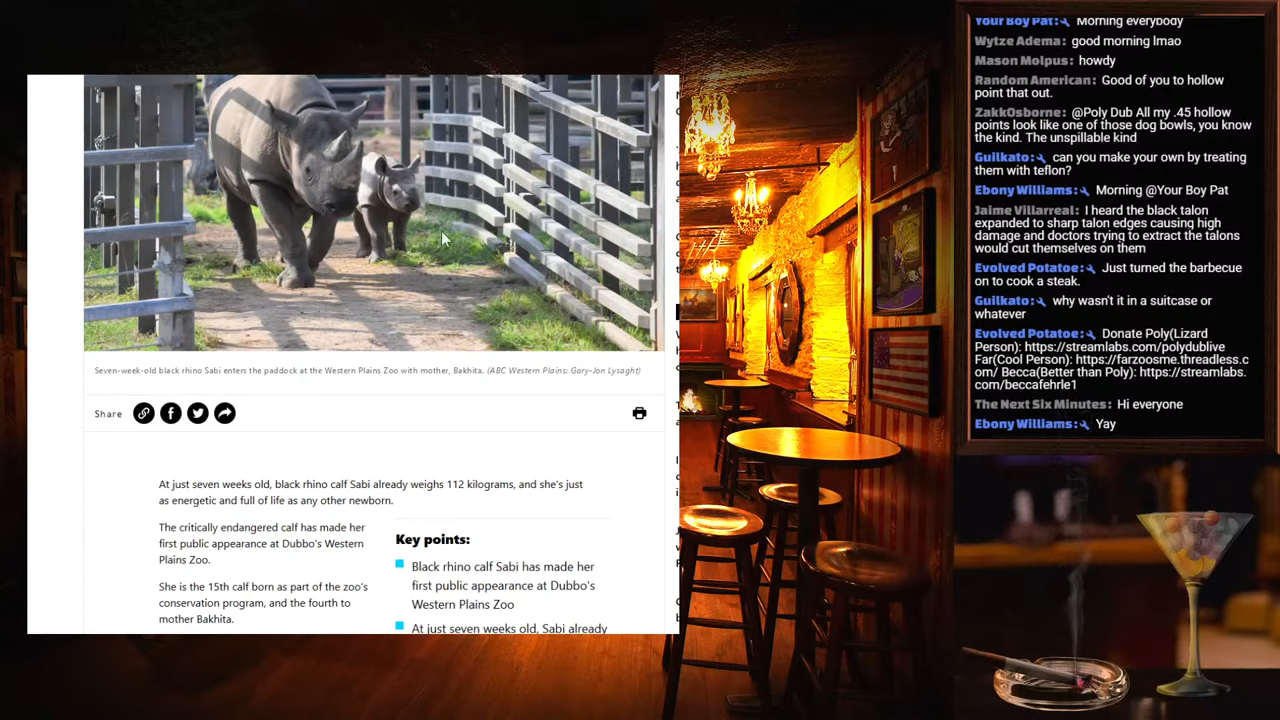 Seven-week-old black rhino Sabi enters the paddock at the Western Plains Zoo with mother, Bakhita. (ABC Western Plains: Gary-Jon Lysaght)
Share
At just seven weeks old, black rhino calf Sabi already weighs 112 kilograms, and she's just
as energetic and full of life as any other newborn.
The critically endangered calf has made her
first public appearance at Dubbo's Western
Plains Zoo.
She is the 15th calf born as part of the zoo's
conservation program, and the fourth to
mother Bakhita.
Key points:
Black rhino calf Sabi has made her
first public appearance at Dubbo's
Western Plains Zoo
At just seven weeks old, Sabi already
Your Boy Pat: Morning everybody
Wytze Adema: good morning lmao
Mason Molpus: howdy
Random American: Good of you to hollow
point that out.
ZakkOsborne: @Poly Dub All my .45 hollow
points look like one of those dog bowls, you know
the kind. The unspillable kind
Guilkato: can you make your own by treating
them with teflon?
Ebony Williams: Morning @Your Boy Pat
Jaime Villarreal: I heard the black talon
expanded to sharp talon edges causing high
damage and doctors trying to extract the talons
would cut themselves on them
Evolved Potatoe: Just turned the barbecue
on to cook a steak.
Guilkato: why wasn't it in a suitcase or
whatever
Evolved Potatoe: Donate Poly(Lizard
Person): https://streamlabs.com/polydublive
Far(Cool Person): https://farzoosme.threadless.c
om/ Becca(Better than Poly): https://streamlabs.
com/beccafehrle1
The Next Six Minutes: Hi everyone
Ebony Williams: Yay